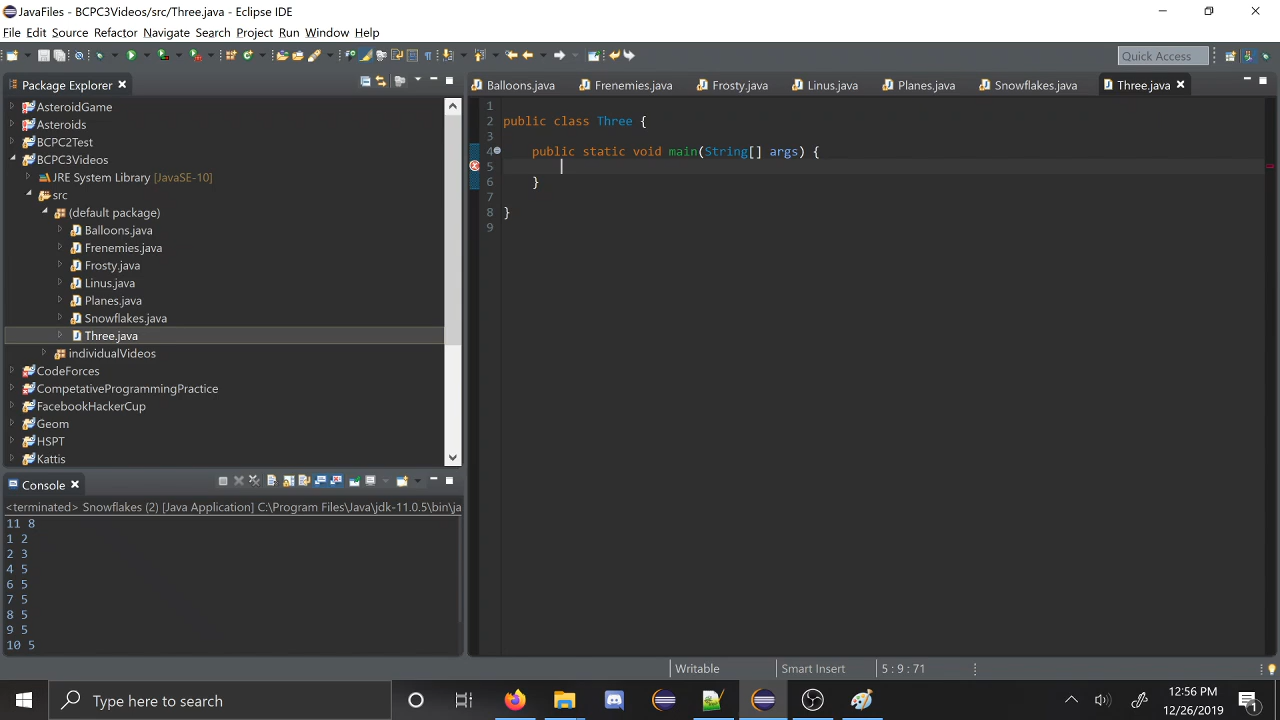 JavaFiles - BCPC3Videos/src/Three.java - Eclipse IDE
File Edit Source Refactor Navigate Search Project Run Window Help
Quick Access
Package Explorer
AsteroidGame
Asteroids
BCPC2Test
BCPC3Videos
JRE System Library [JavaSE-10]
src
(default package)
Balloons.java
Frenemies.java
Frosty.java
Linus.java
Planes.java
Snowflakes.java
Three.java
individualVideos
CodeForces
CompetativeProgrammingPractice
FacebookHackerCup
Geom
HSPT
Kattis
Balloons.java Frenemies.java Frosty.java Linus.java Planes.java Snowflakes.java Three.java
1
2 public class Three {
3
4 public static void main(String[] args) {
5
6 }
7
8 }
9
Console
<terminated> Snowflakes (2) [Java Application] C:\Program Files\Java\jdk-11.0.5\bin\ja
11 8
1 2
2 3
4 5
6 5
7 5
8 5
9 5
10 5
Writable Smart Insert 5 : 9 : 71
Type here to search
12:56 PM
12/26/2019
1